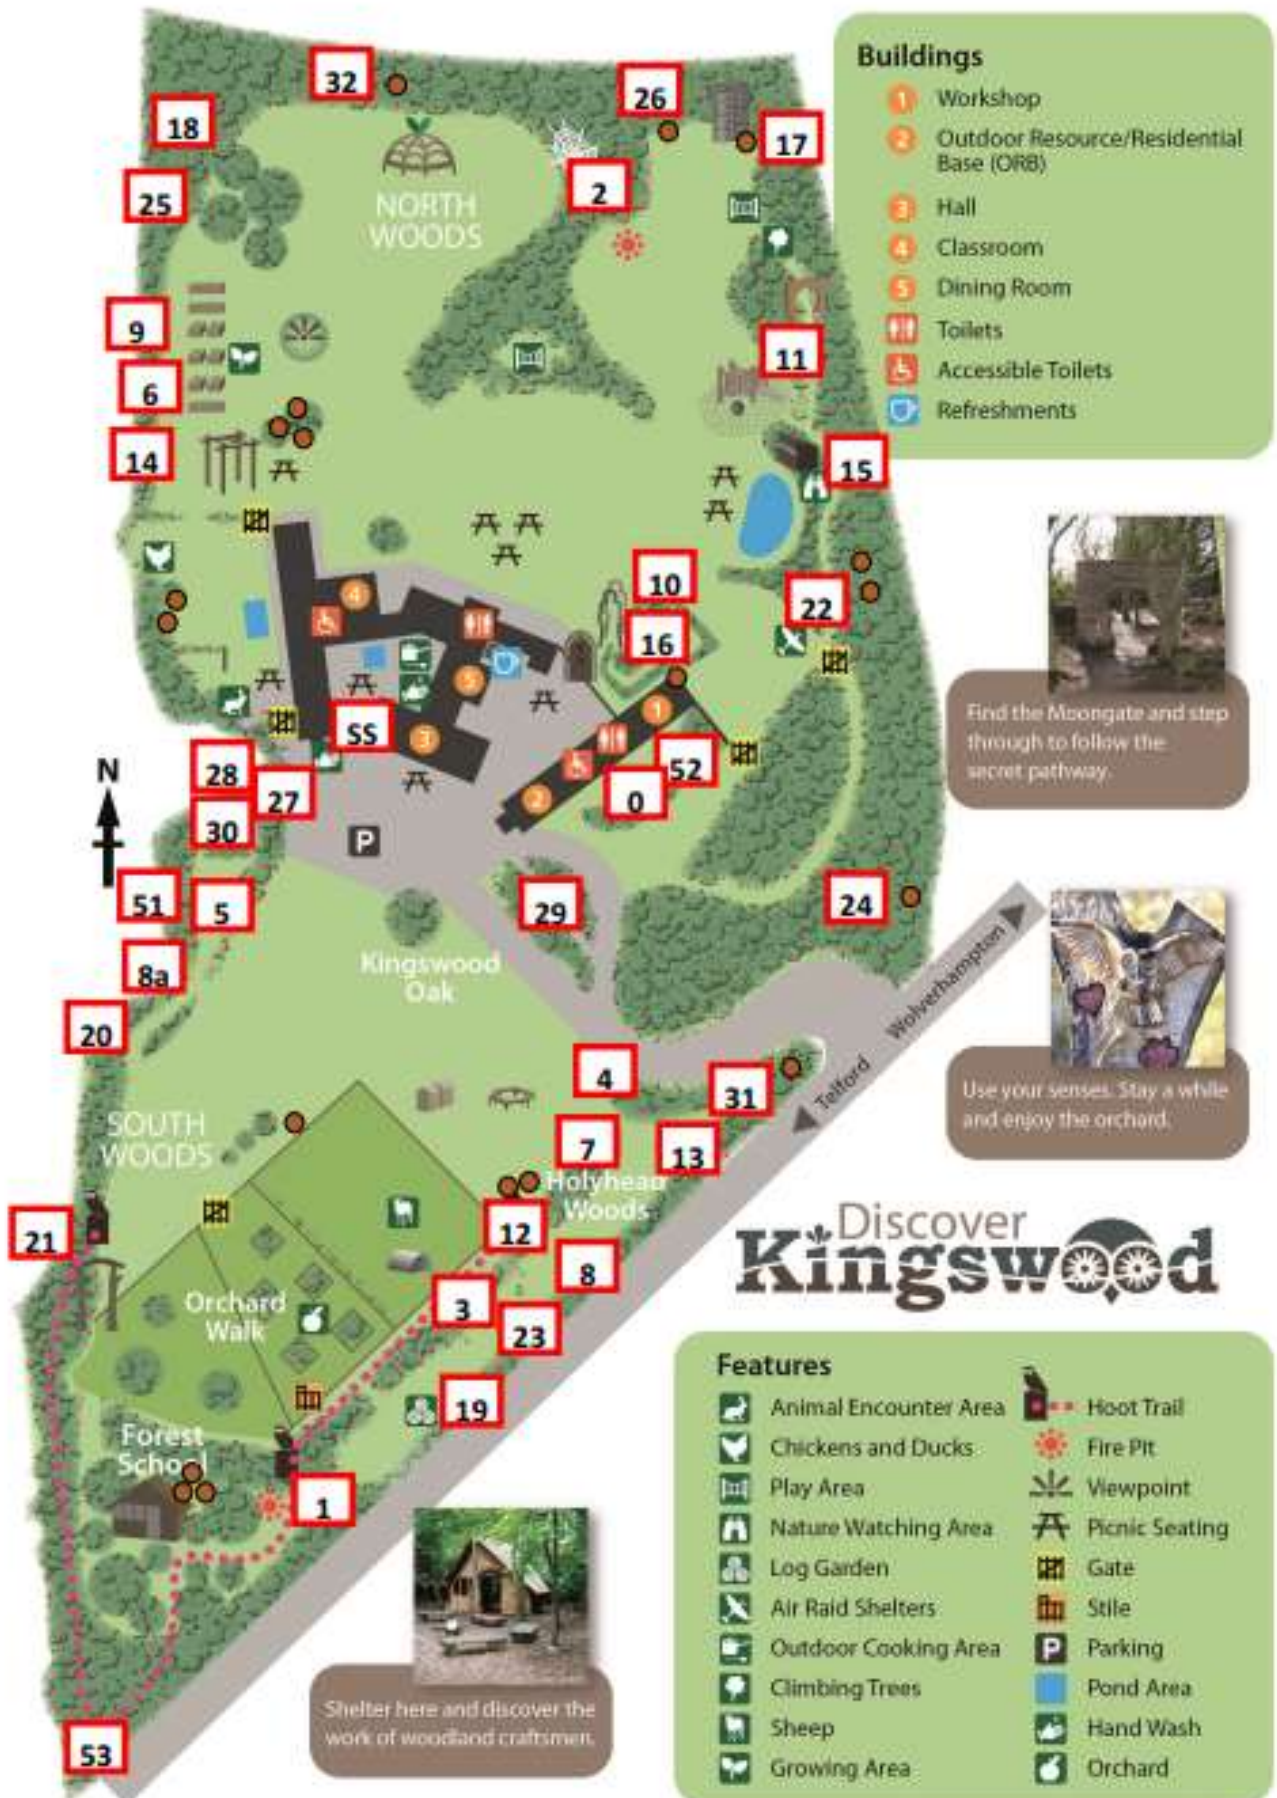 Buildings
1 Workshop
2 Outdoor Resource/Residential
Base (ORB)
3 Hall
4 Classroom
5 Dining Room
Toilets
Accessible Toilets
Refreshments
32
26
18
17
2
25
NORTH
WOODS
9
11
6
14
15
10
22
4
16
5
1
SS
3
52
28
27
0
2
30
N
P
51
5
29
24
8a
Kingswood
Oak
20
Wolverhampton
Telford
4
31
SOUTH
WOODS
7
13
Holyhead
Woods
21
12
8
Orchard
Walk
3
23
19
Forest
School
1
53
Find the Moongate and step
through to follow the
secret pathway.
Use your senses. Stay a while
and enjoy the orchard.
Shelter here and discover the
work of woodland craftsmen.
Discover
Kingswood
Features
Animal Encounter Area
Chickens and Ducks
Play Area
Nature Watching Area
Log Garden
Air Raid Shelters
Outdoor Cooking Area
Climbing Trees
Sheep
Growing Area
Hoot Trail
Fire Pit
Viewpoint
Picnic Seating
Gate
Stile
P Parking
Pond Area
Hand Wash
Orchard